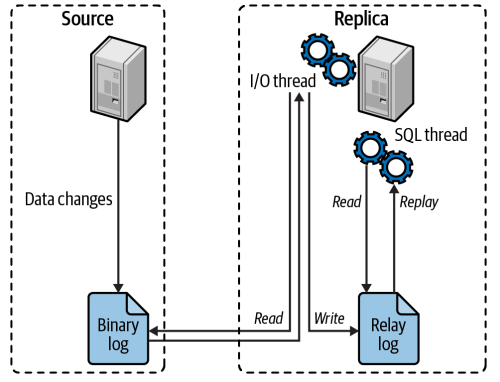 Source
Replica
I/O thread
SQL thread
Data changes
Read
Replay
Binary
log
Read
Write
Relay
log